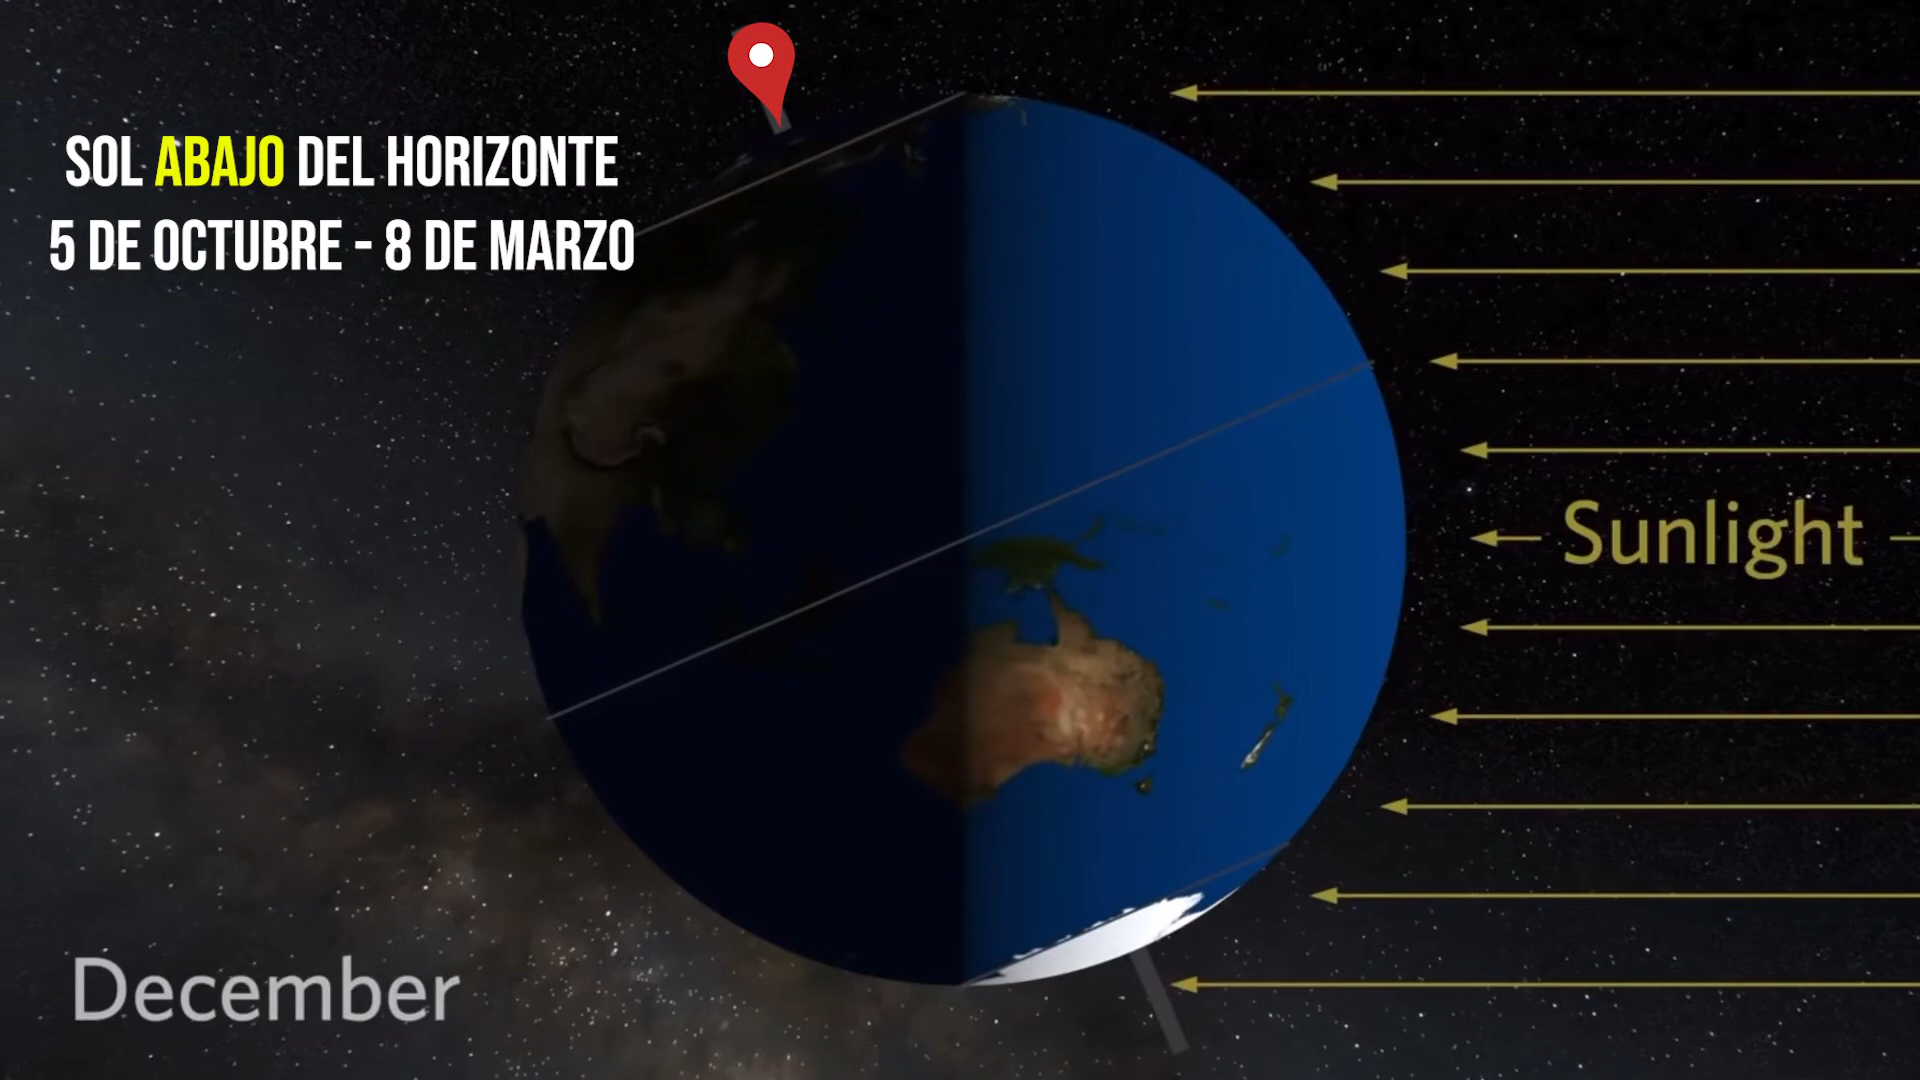 SOL ABAJO DEL HORIZONTE
5 DE OCTUBRE - 8 DE MARZO
Sunlight
December